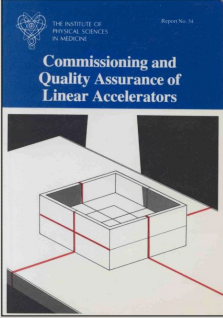 THE INSTITUTE OF
PHYSICAL SCIENCES
IN MEDICINE
Report No. 54
Commissioning and
Quality Assurance of
Linear Accelerators